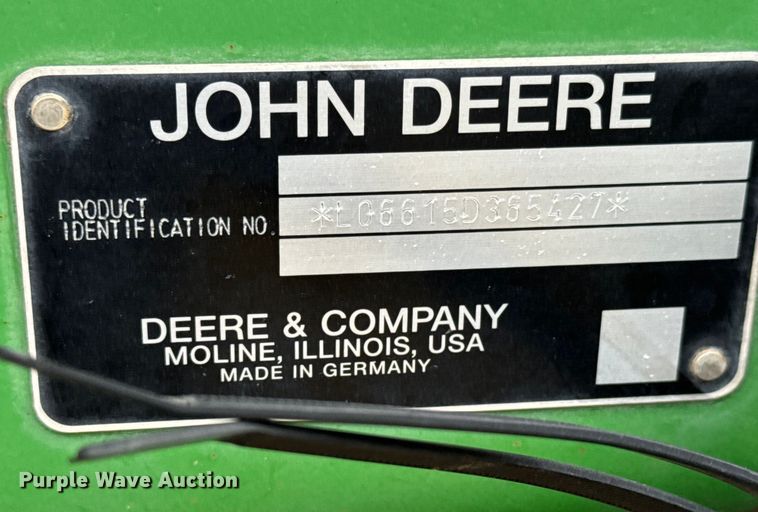 JOHN DEERE
PRODUCT
IDENTIFICATION NO.
*L06615D365427*
DEERE & COMPANY
MOLINE, ILLINOIS, USA
MADE IN GERMANY
Purple Wave Auction